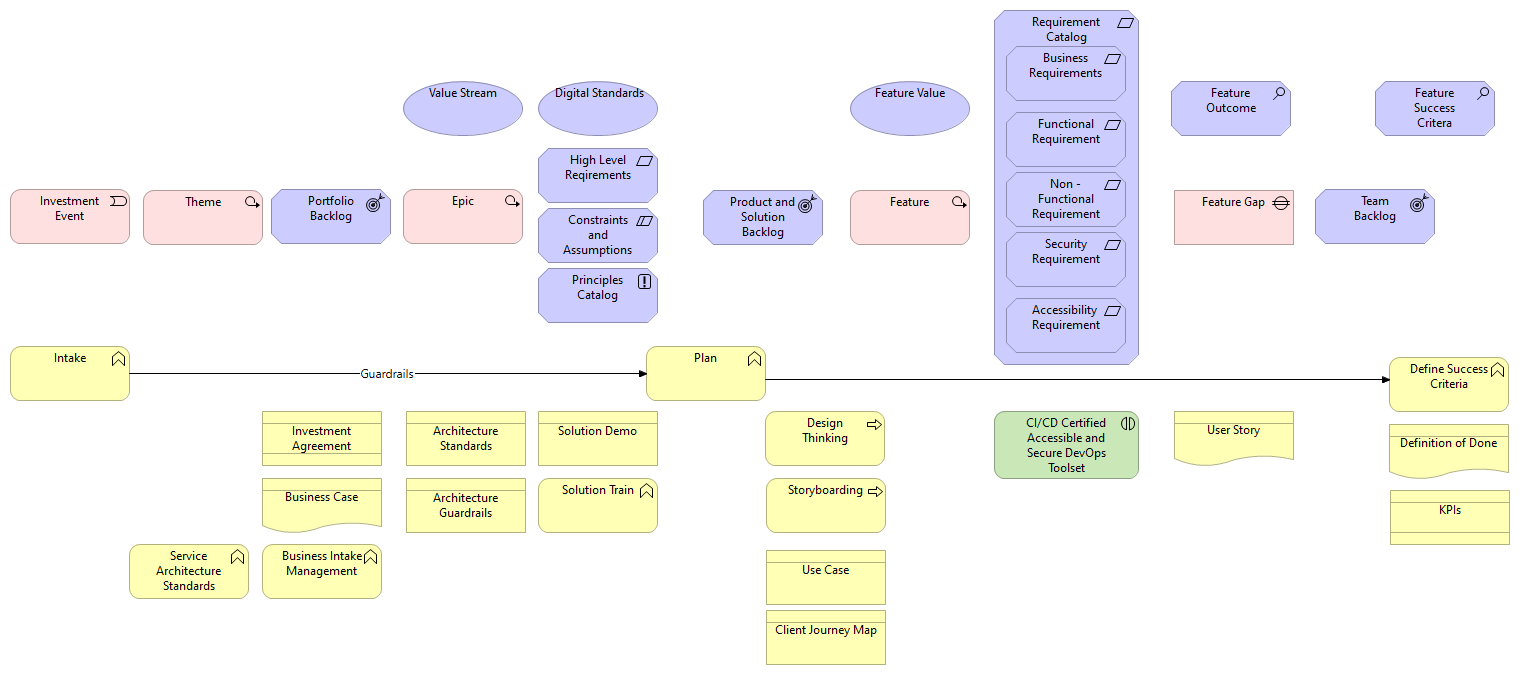 Requirement
Catalog
Business
Requirements
Functional
Requirement
Non -
Functional
Requirement
Security
Requirement
Accessibility
Requirement
Value Stream
Digital Standards
Feature Value
Feature
Outcome
Feature
Success
Critera
High Level
Reqirements
Constraints
and
Assumptions
Principles
Catalog
Investment
Event
Theme
Portfolio
Backlog
Epic
Product and
Solution
Backlog
Feature
Feature Gap
Team
Backlog
Intake
Guardrails
Plan
Define Success
Criteria
Investment
Agreement
Architecture
Standards
Solution Demo
Design
Thinking
CI/CD Certified
Accessible and
Secure DevOps
Toolset
User Story
Definition of Done
Business Case
Architecture
Guardrails
Solution Train
Storyboarding
KPIs
Service
Architecture
Standards
Business Intake
Management
Use Case
Client Journey Map